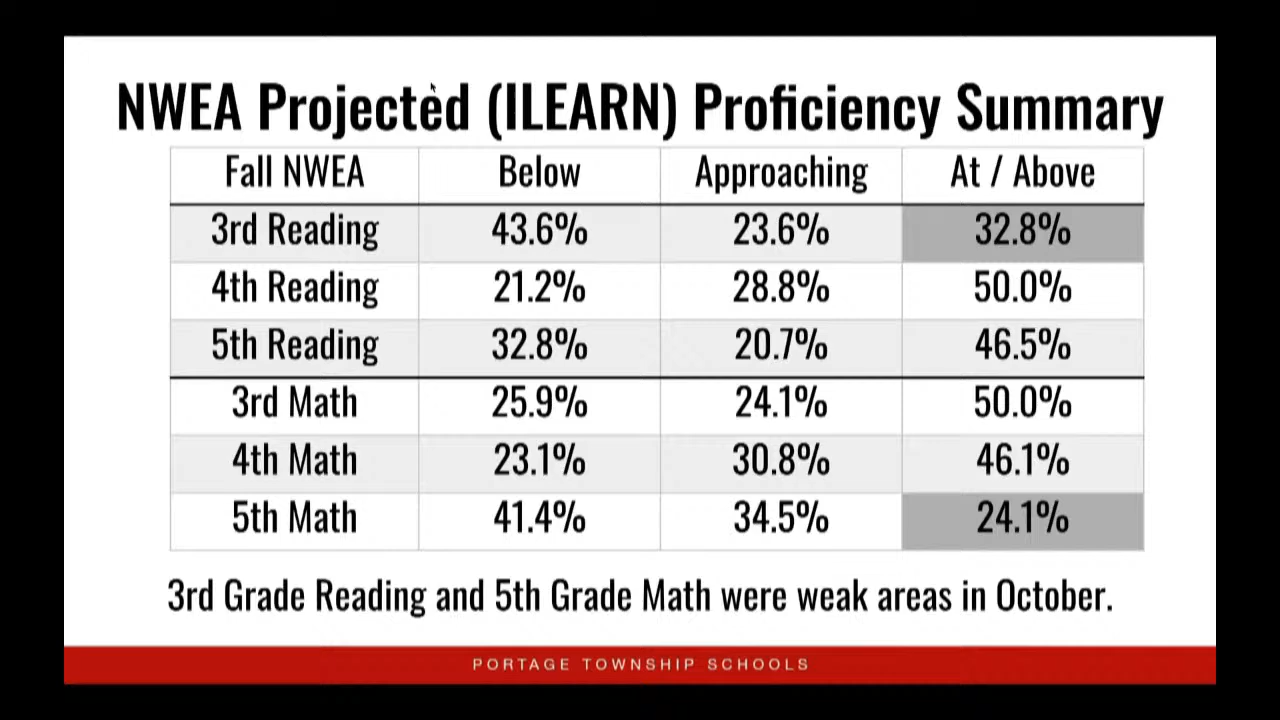 NWEA Projected (ILEARN) Proficiency Summary
Fall NWEA Below Approaching At / Above
3rd Reading 43.6% 23.6% 32.8%
4th Reading 21.2% 28.8% 50.0%
5th Reading 32.8% 20.7% 46.5%
3rd Math 25.9% 24.1% 50.0%
4th Math 23.1% 30.8% 46.1%
5th Math 41.4% 34.5% 24.1%
3rd Grade Reading and 5th Grade Math were weak areas in October.
PORTAGE TOWNSHIP SCHOOLS